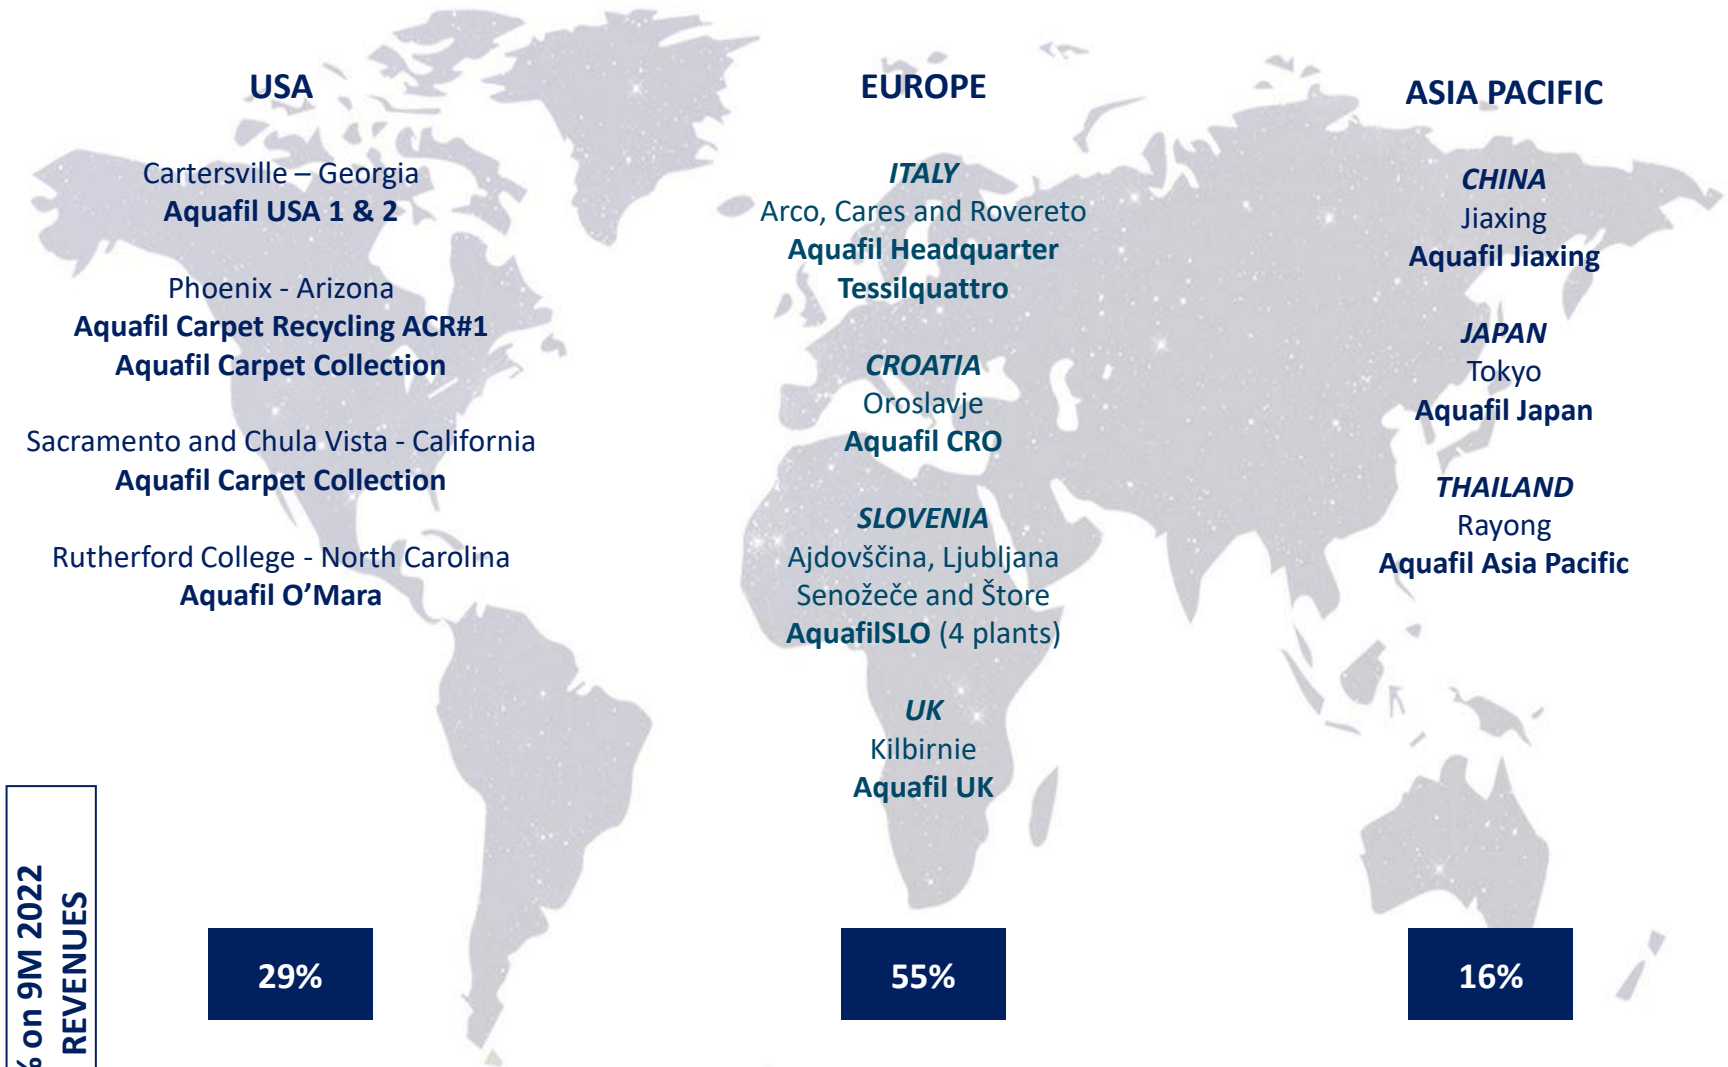 USA
Cartersville – Georgia
Aquafil USA 1 & 2
Phoenix - Arizona
Aquafil Carpet Recycling ACR#1
Aquafil Carpet Collection
Sacramento and Chula Vista - California
Aquafil Carpet Collection
Rutherford College - North Carolina
Aquafil O’Mara
EUROPE
ITALY
Arco, Cares and Rovereto
Aquafil Headquarter
Tessilquattro
CROATIA
Oroslavje
Aquafil CRO
SLOVENIA
Ajdovščina, Ljubljana
Senožeče and Štore
AquafilSLO (4 plants)
UK
Kilbirnie
Aquafil UK
ASIA PACIFIC
CHINA
Jiaxing
Aquafil Jiaxing
JAPAN
Tokyo
Aquafil Japan
THAILAND
Rayong
Aquafil Asia Pacific
% on 9M 2022
REVENUES
29%
55%
16%